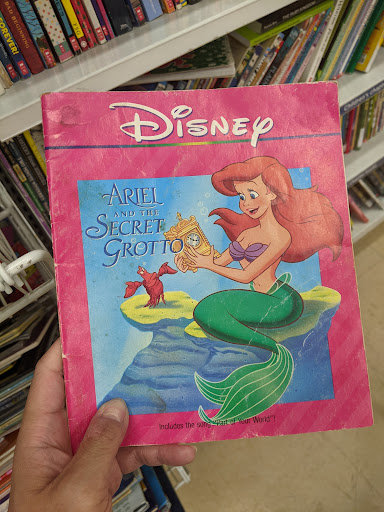 Disney
ARIEL
AND THE
SECRET
GROTTO
Includes the song "Part of Your World"!